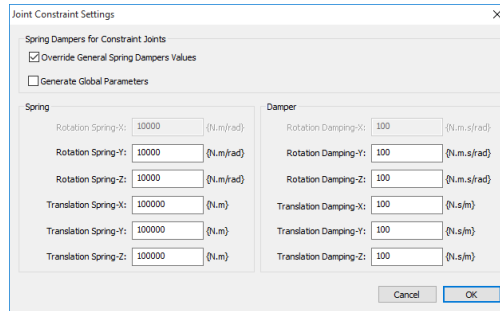 Joint Constraint Settings
Spring Dampers for Constraint Joints
Override General Spring Dampers Values
Generate Global Parameters
Spring
Rotation Spring-X: 10000 {N.m/rad}
Rotation Spring-Y: 10000 {N.m/rad}
Rotation Spring-Z: 10000 {N.m/rad}
Translation Spring-X: 100000 {N.m}
Translation Spring-Y: 100000 {N.m}
Translation Spring-Z: 100000 {N.m}
Damper
Rotation Damping-X: 100 {N.m.s/rad}
Rotation Damping-Y: 100 {N.m.s/rad}
Rotation Damping-Z: 100 {N.m.s/rad}
Translation Damping-X: 100 {N.s/m}
Translation Damping-Y: 100 {N.s/m}
Translation Damping-Z: 100 {N.s/m}
Cancel OK